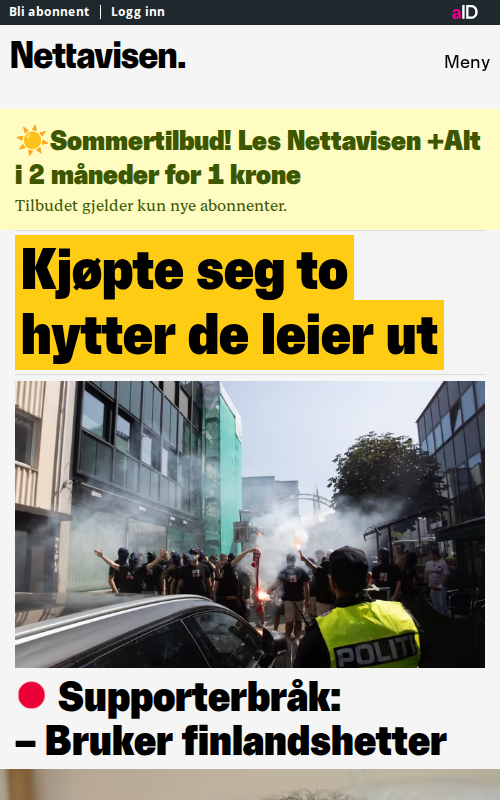 Bli abonnent
Logg inn
aID
Nettavisen.
Meny
☀️Sommertilbud! Les Nettavisen +Alt
i 2 måneder for 1 krone
Tilbudet gjelder kun nye abonnenter.
Kjøpte seg to
hytter de leier ut
POLITI
Supporterbråk:
– Bruker finlandshetter